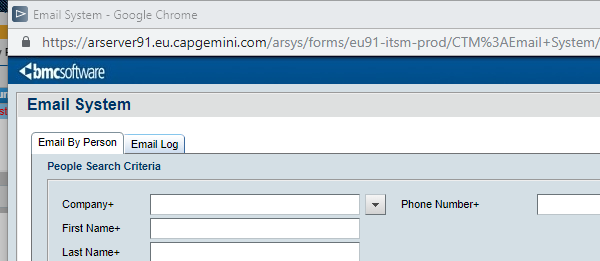 Email System - Google Chrome
https://arserver91.eu.capgemini.com/arsys/forms/eu91-itsm-prod/CTM%3AEmail+System/
bmcsoftware
Email System
Email By Person Email Log
People Search Criteria
Company+ Phone Number+
First Name+
Last Name+